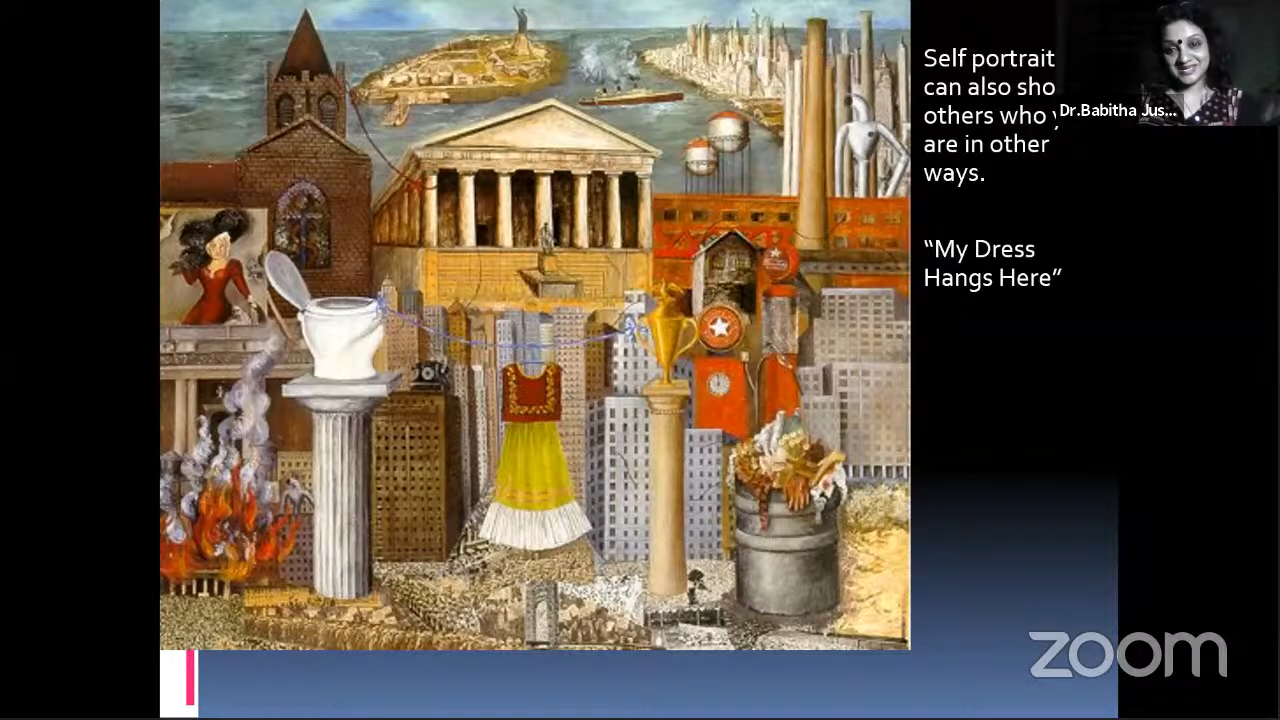 Self portrait
can also sho
others who
are in other
ways.
“My Dress
Hangs Here”
Dr.Babitha Jus...
zoom